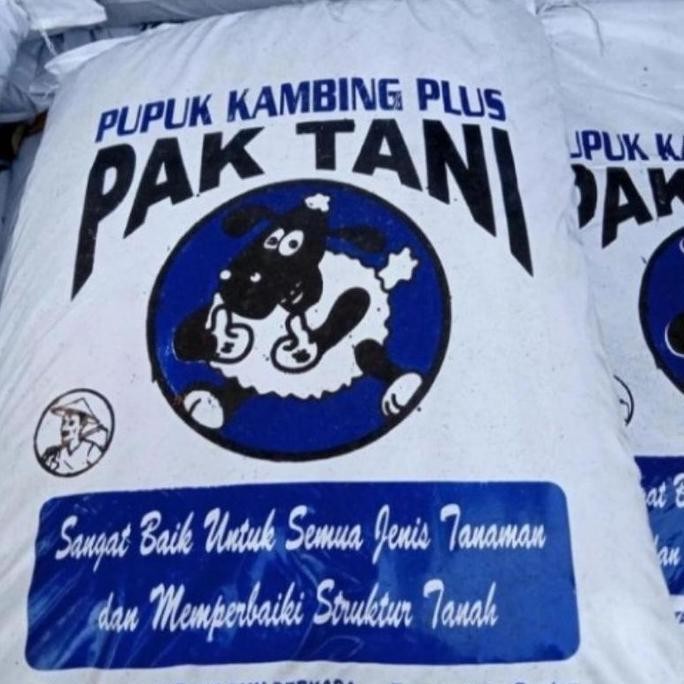 PUPUK KAMBING PLUS
PAK TANI
Sangat Baik Untuk Semua Jenis Tanaman
dan Memperbaiki Struktur Tanah